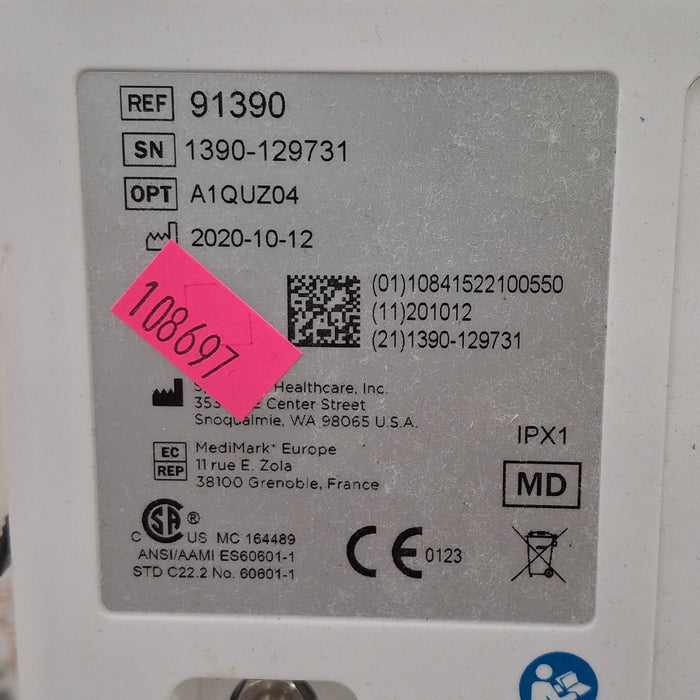 REF 91390
SN 1390-129731
OPT A1QUZ04
2020-10-12
108697
(01)10841522100550
(11)201012
(21)1390-129731
Healthcare, Inc.
Center Street
Snoqualmie, WA 98065 U.S.A.
EC REP
MediMark® Europe
11 rue E. Zola
38100 Grenoble, France
IPX1
MD
CSA ®
C US MC 164489
ANSI/AAMI ES60601-1
STD C22.2 No. 60601-1
CE 0123